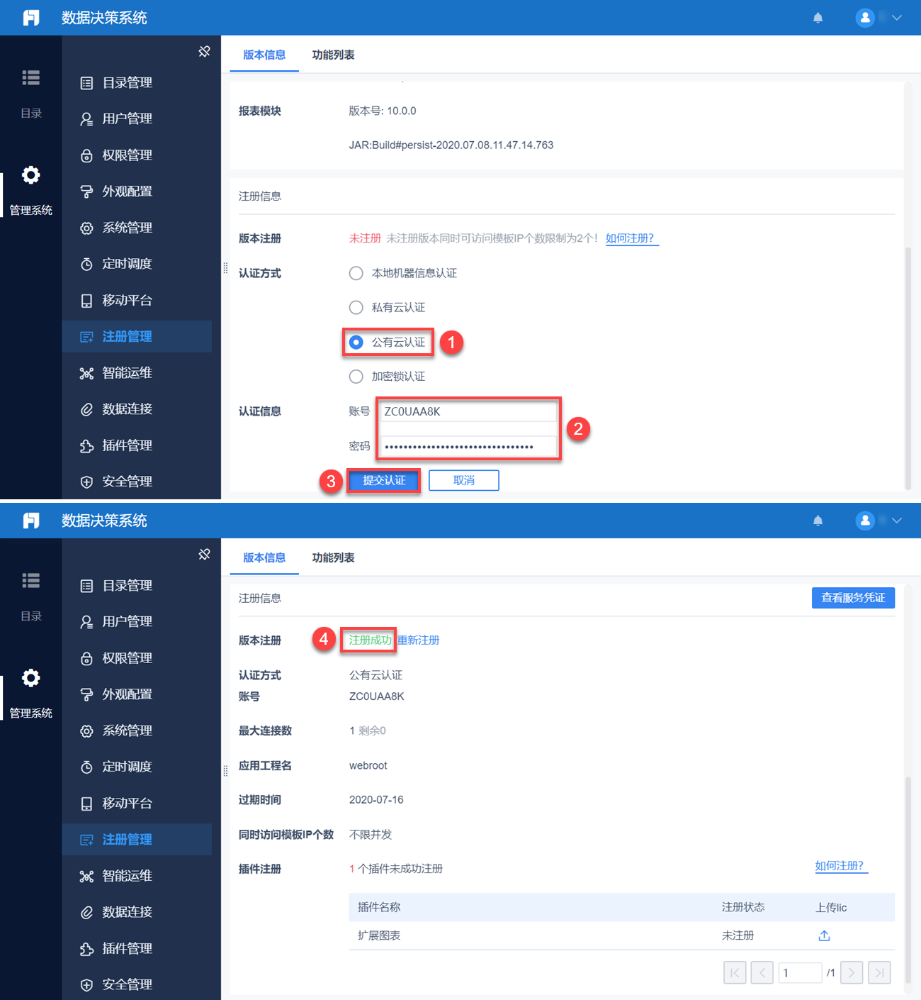 数据决策系统
目录
管理系统
目录管理
用户管理
权限管理
外观配置
系统管理
定时调度
移动平台
注册管理
智能运维
数据连接
插件管理
安全管理
版本信息 功能列表
报表模块 版本号: 10.0.0
JAR:Build#persist-2020.07.08.11.47.14.763
注册信息
版本注册 未注册 未注册版本同时可访问模板IP个数限制为2个! 如何注册?
认证方式 本地机器信息认证
私有云认证
公有云认证 1
加密锁认证
认证信息 账号 ZC0UAA8K
2
密码 ••••••••••••••••••••••••••••••••
3 提交认证 取消
数据决策系统
目录
管理系统
目录管理
用户管理
权限管理
外观配置
系统管理
定时调度
移动平台
注册管理
智能运维
数据连接
插件管理
安全管理
版本信息 功能列表
注册信息 查看服务凭证
版本注册 4 注册成功 重新注册
认证方式 公有云认证
账号 ZC0UAA8K
最大连接数 1 剩余0
应用工程名 webroot
过期时间 2020-07-16
同时访问模板IP个数 不限并发
插件注册 1 个插件未成功注册 如何注册?
插件名称 注册状态 上传lic
扩展图表 未注册
1 /1